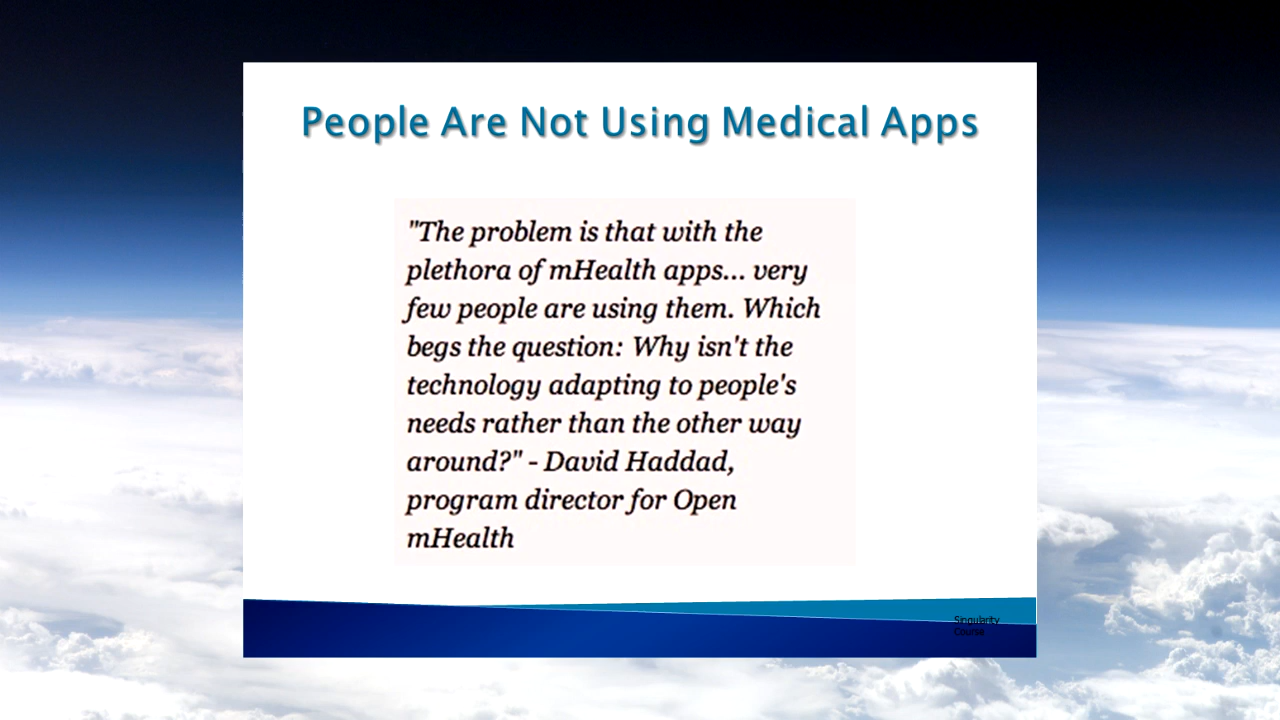 People Are Not Using Medical Apps
"The problem is that with the
plethora of mHealth apps... very
few people are using them. Which
begs the question: Why isn't the
technology adapting to people's
needs rather than the other way
around?" - David Haddad,
program director for Open
mHealth
Singularity
Course